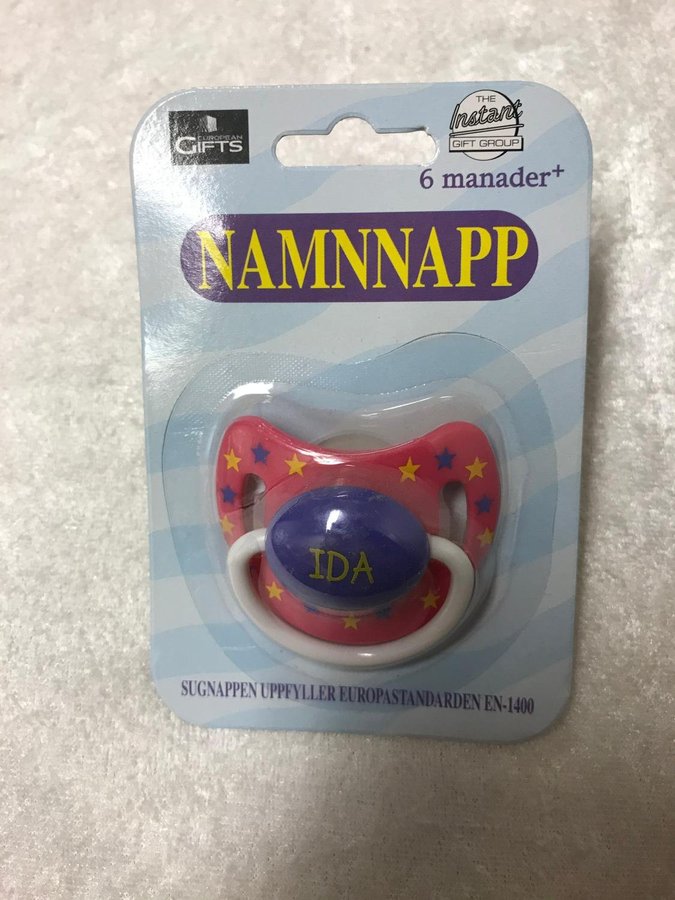 EUROPEAN
GIFTS
THE
Instant
GIFT GROUP
6 manader+
NAMNNAPP
IDA
SUGNAPPEN UPPFYLLER EUROPASTANDARDEN EN-1400